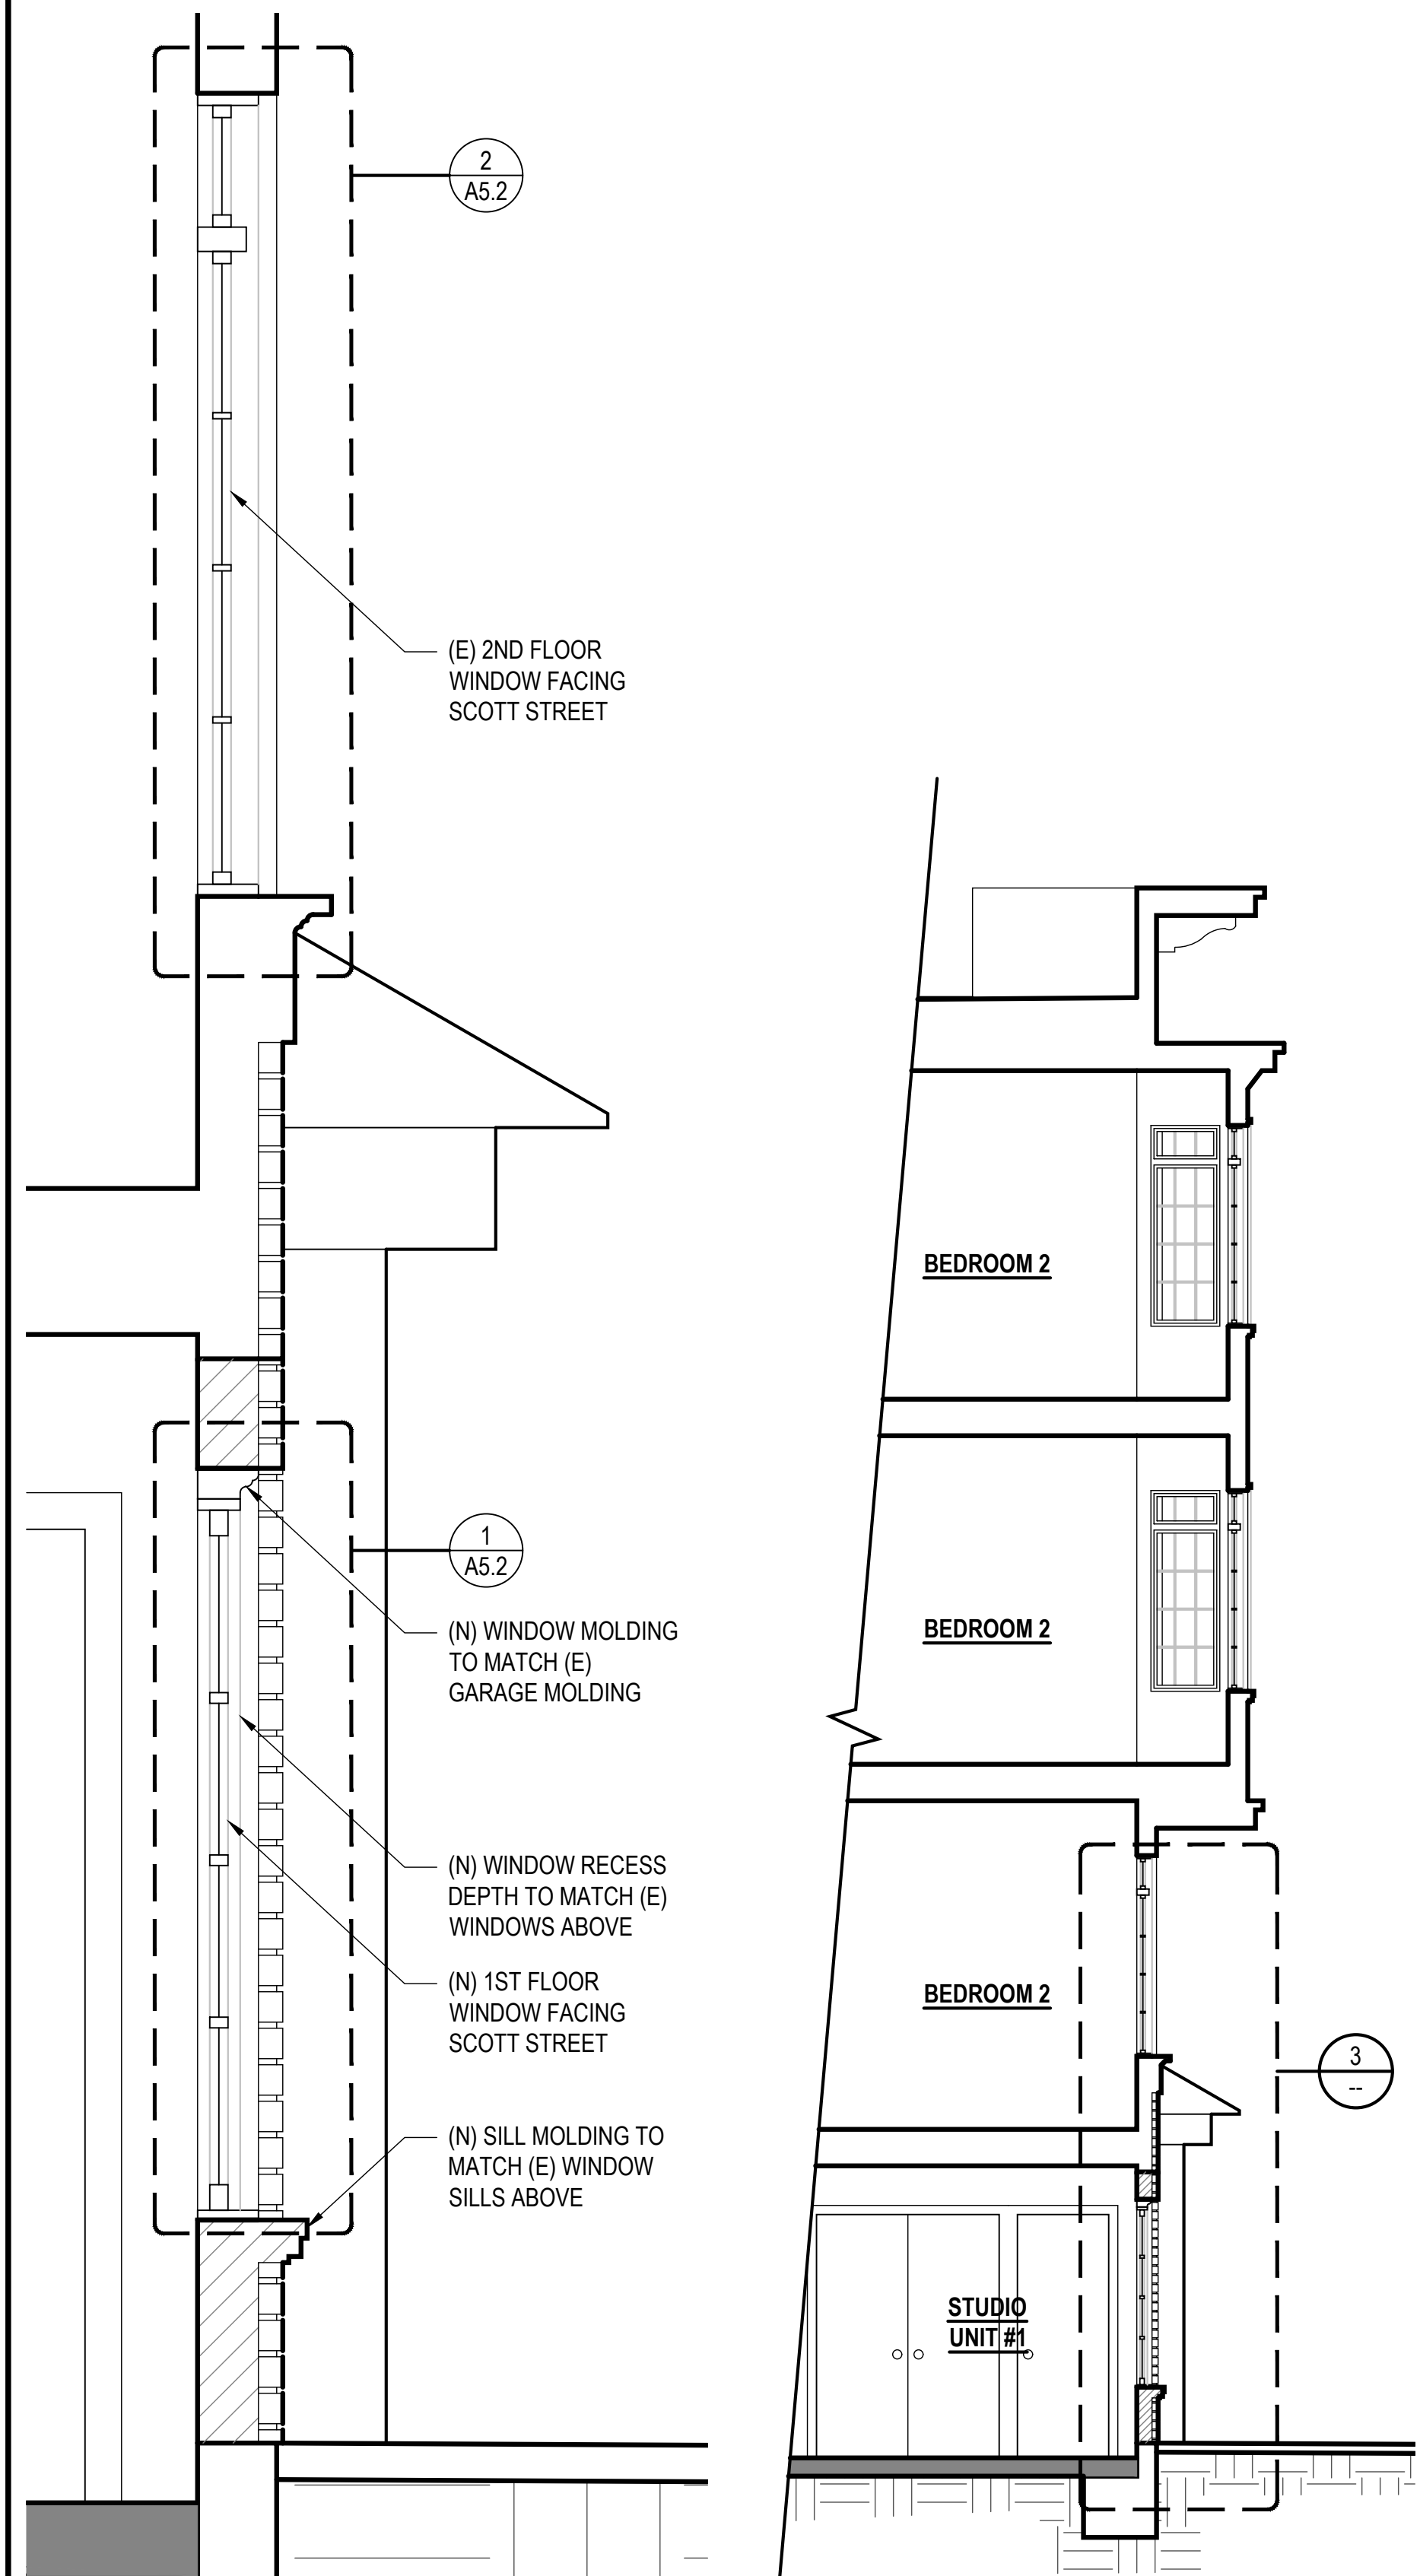 2
A5.2
(E) 2ND FLOOR
WINDOW FACING
SCOTT STREET
1
A5.2
(N) WINDOW MOLDING
TO MATCH (E)
GARAGE MOLDING
(N) WINDOW RECESS
DEPTH TO MATCH (E)
WINDOWS ABOVE
(N) 1ST FLOOR
WINDOW FACING
SCOTT STREET
(N) SILL MOLDING TO
MATCH (E) WINDOW
SILLS ABOVE
BEDROOM 2
BEDROOM 2
BEDROOM 2
3
--
STUDIO
UNIT #1